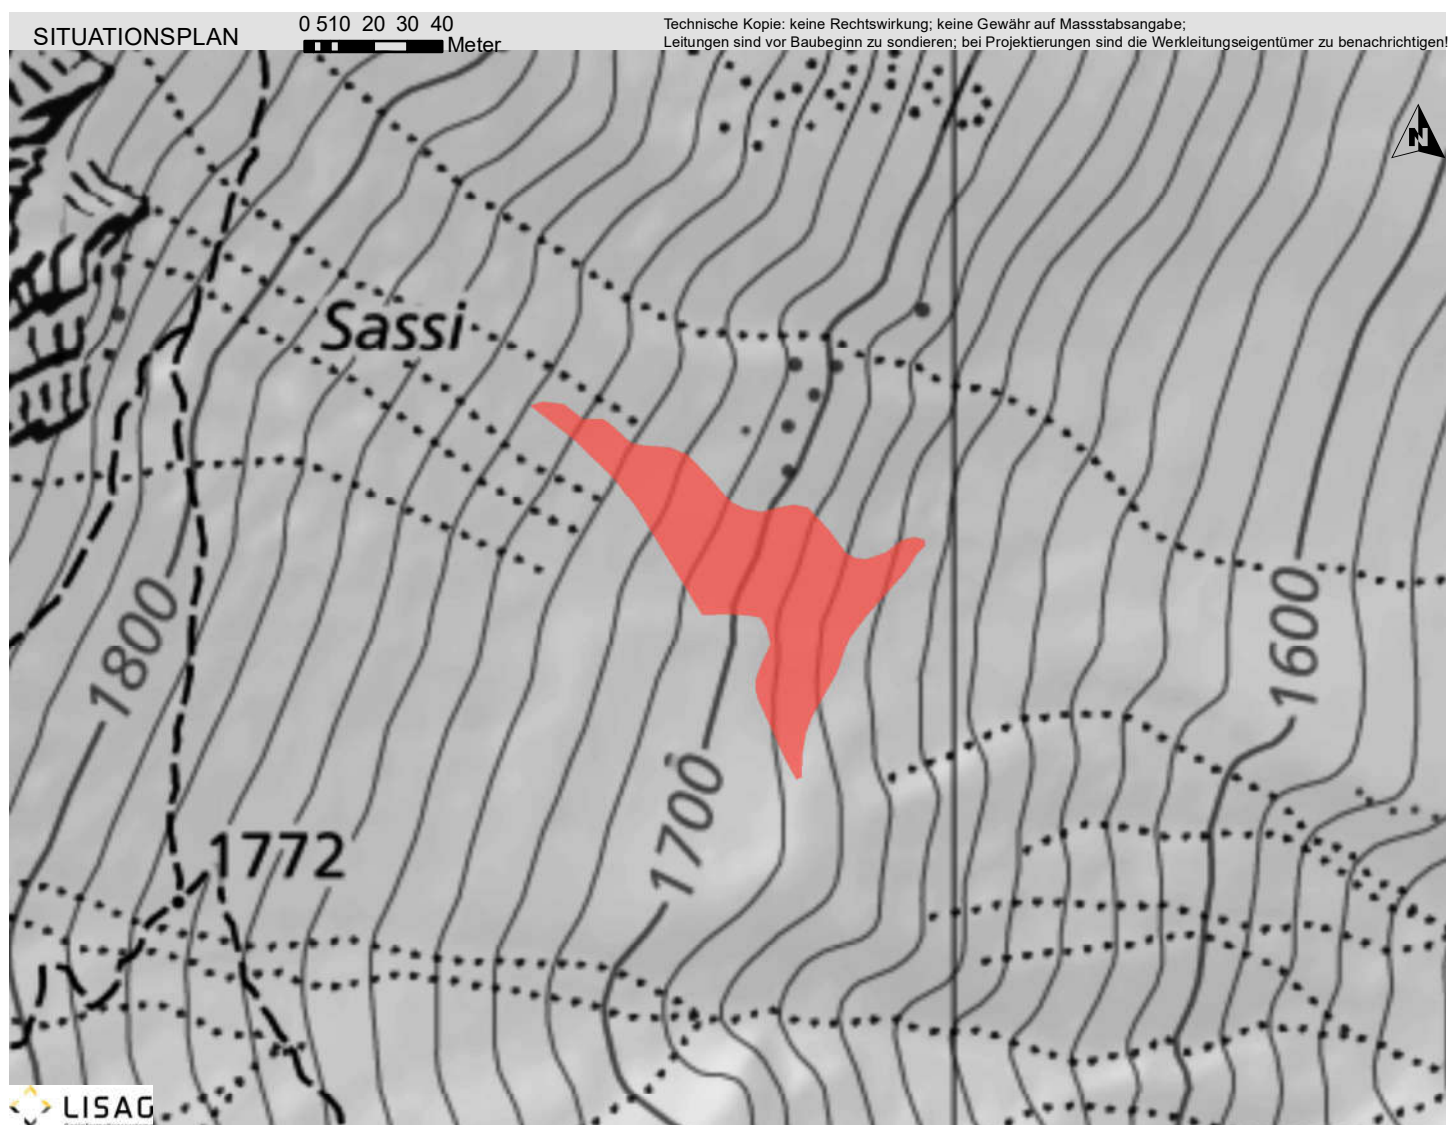 SITUATIONSPLAN
0 5 10 20 30 40
Meter
Technische Kopie: keine Rechtswirkung; keine Gewähr auf Massstabsangabe;
Leitungen sind vor Baubeginn zu sondieren; bei Projektierungen sind die Werkleitungseigentümer zu benachrichtigen!
N
Sassi
1800
1600
1700
1772
LISAG